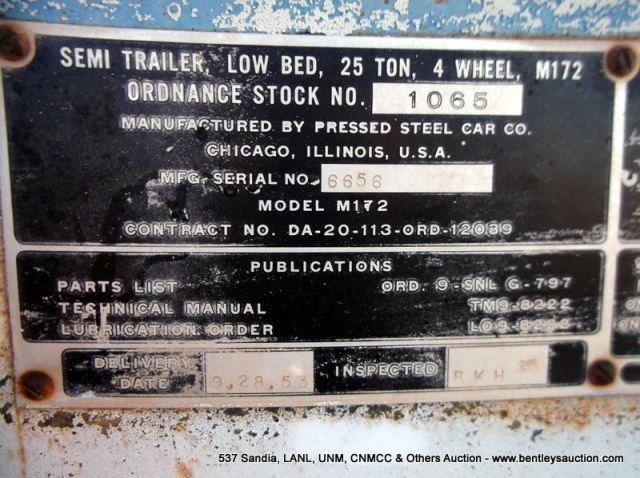 SEMI TRAILER, LOW BED, 25 TON, 4 WHEEL, M172
ORDNANCE STOCK NO. 1065
MANUFACTURED BY PRESSED STEEL CAR CO.
CHICAGO, ILLINOIS, U.S.A.
MFG. SERIAL NO. 6656
MODEL M172
CONTRACT NO. DA-20-113-ORD-12039
PUBLICATIONS
PARTS LIST ORD. 9-SNL G-797
TECHNICAL MANUAL TM9-8222
LUBRICATION ORDER
DELIVERY DATE 9.28.53 INSPECTED RKH
537 Sandia, LANL, UNM, CNMCC & Others Auction - www.bentleysauction.com